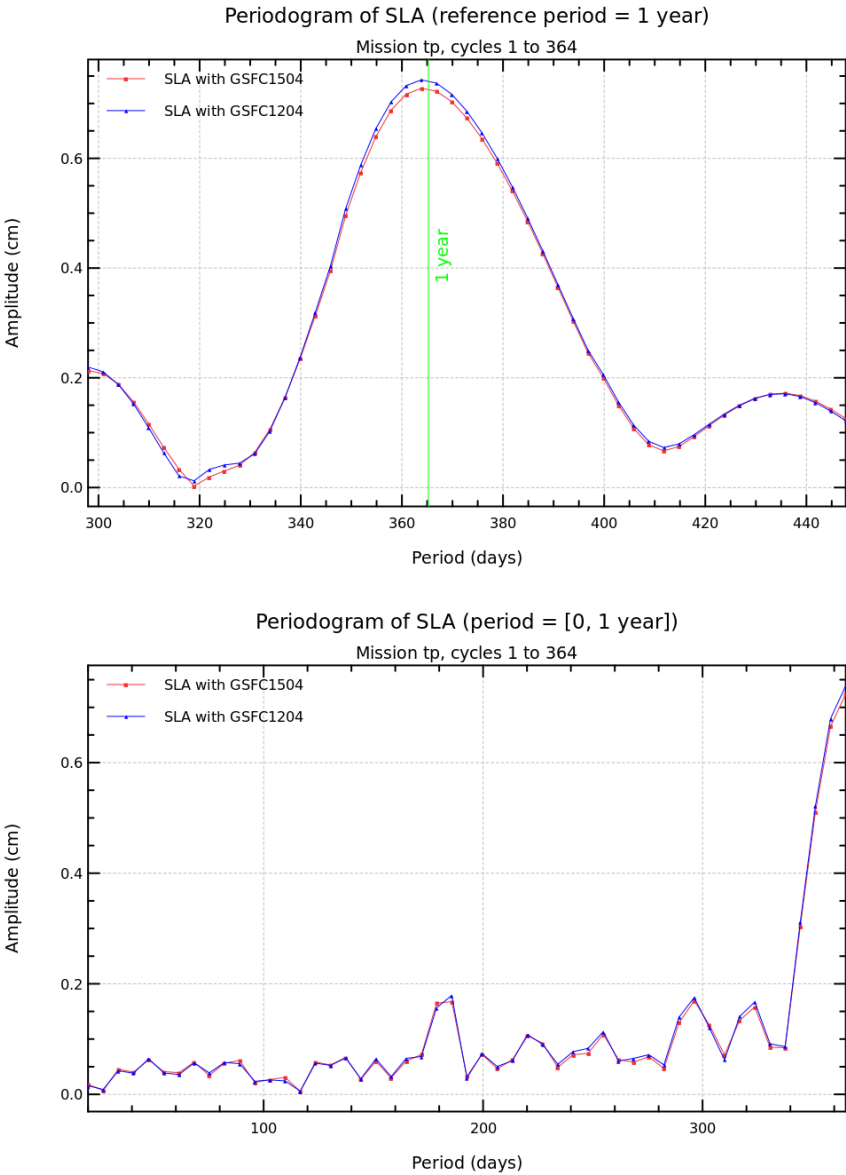 Periodogram of SLA (reference period = 1 year)
Mission tp, cycles 1 to 364
SLA with GSFC1504
SLA with GSFC1204
0.6
0.4
0.2
0.0
Amplitude (cm)
1 year
300 320 340 360 380 400 420 440
Period (days)
Periodogram of SLA (period = [0, 1 year])
Mission tp, cycles 1 to 364
SLA with GSFC1504
SLA with GSFC1204
0.6
0.4
0.2
0.0
Amplitude (cm)
100 200 300
Period (days)